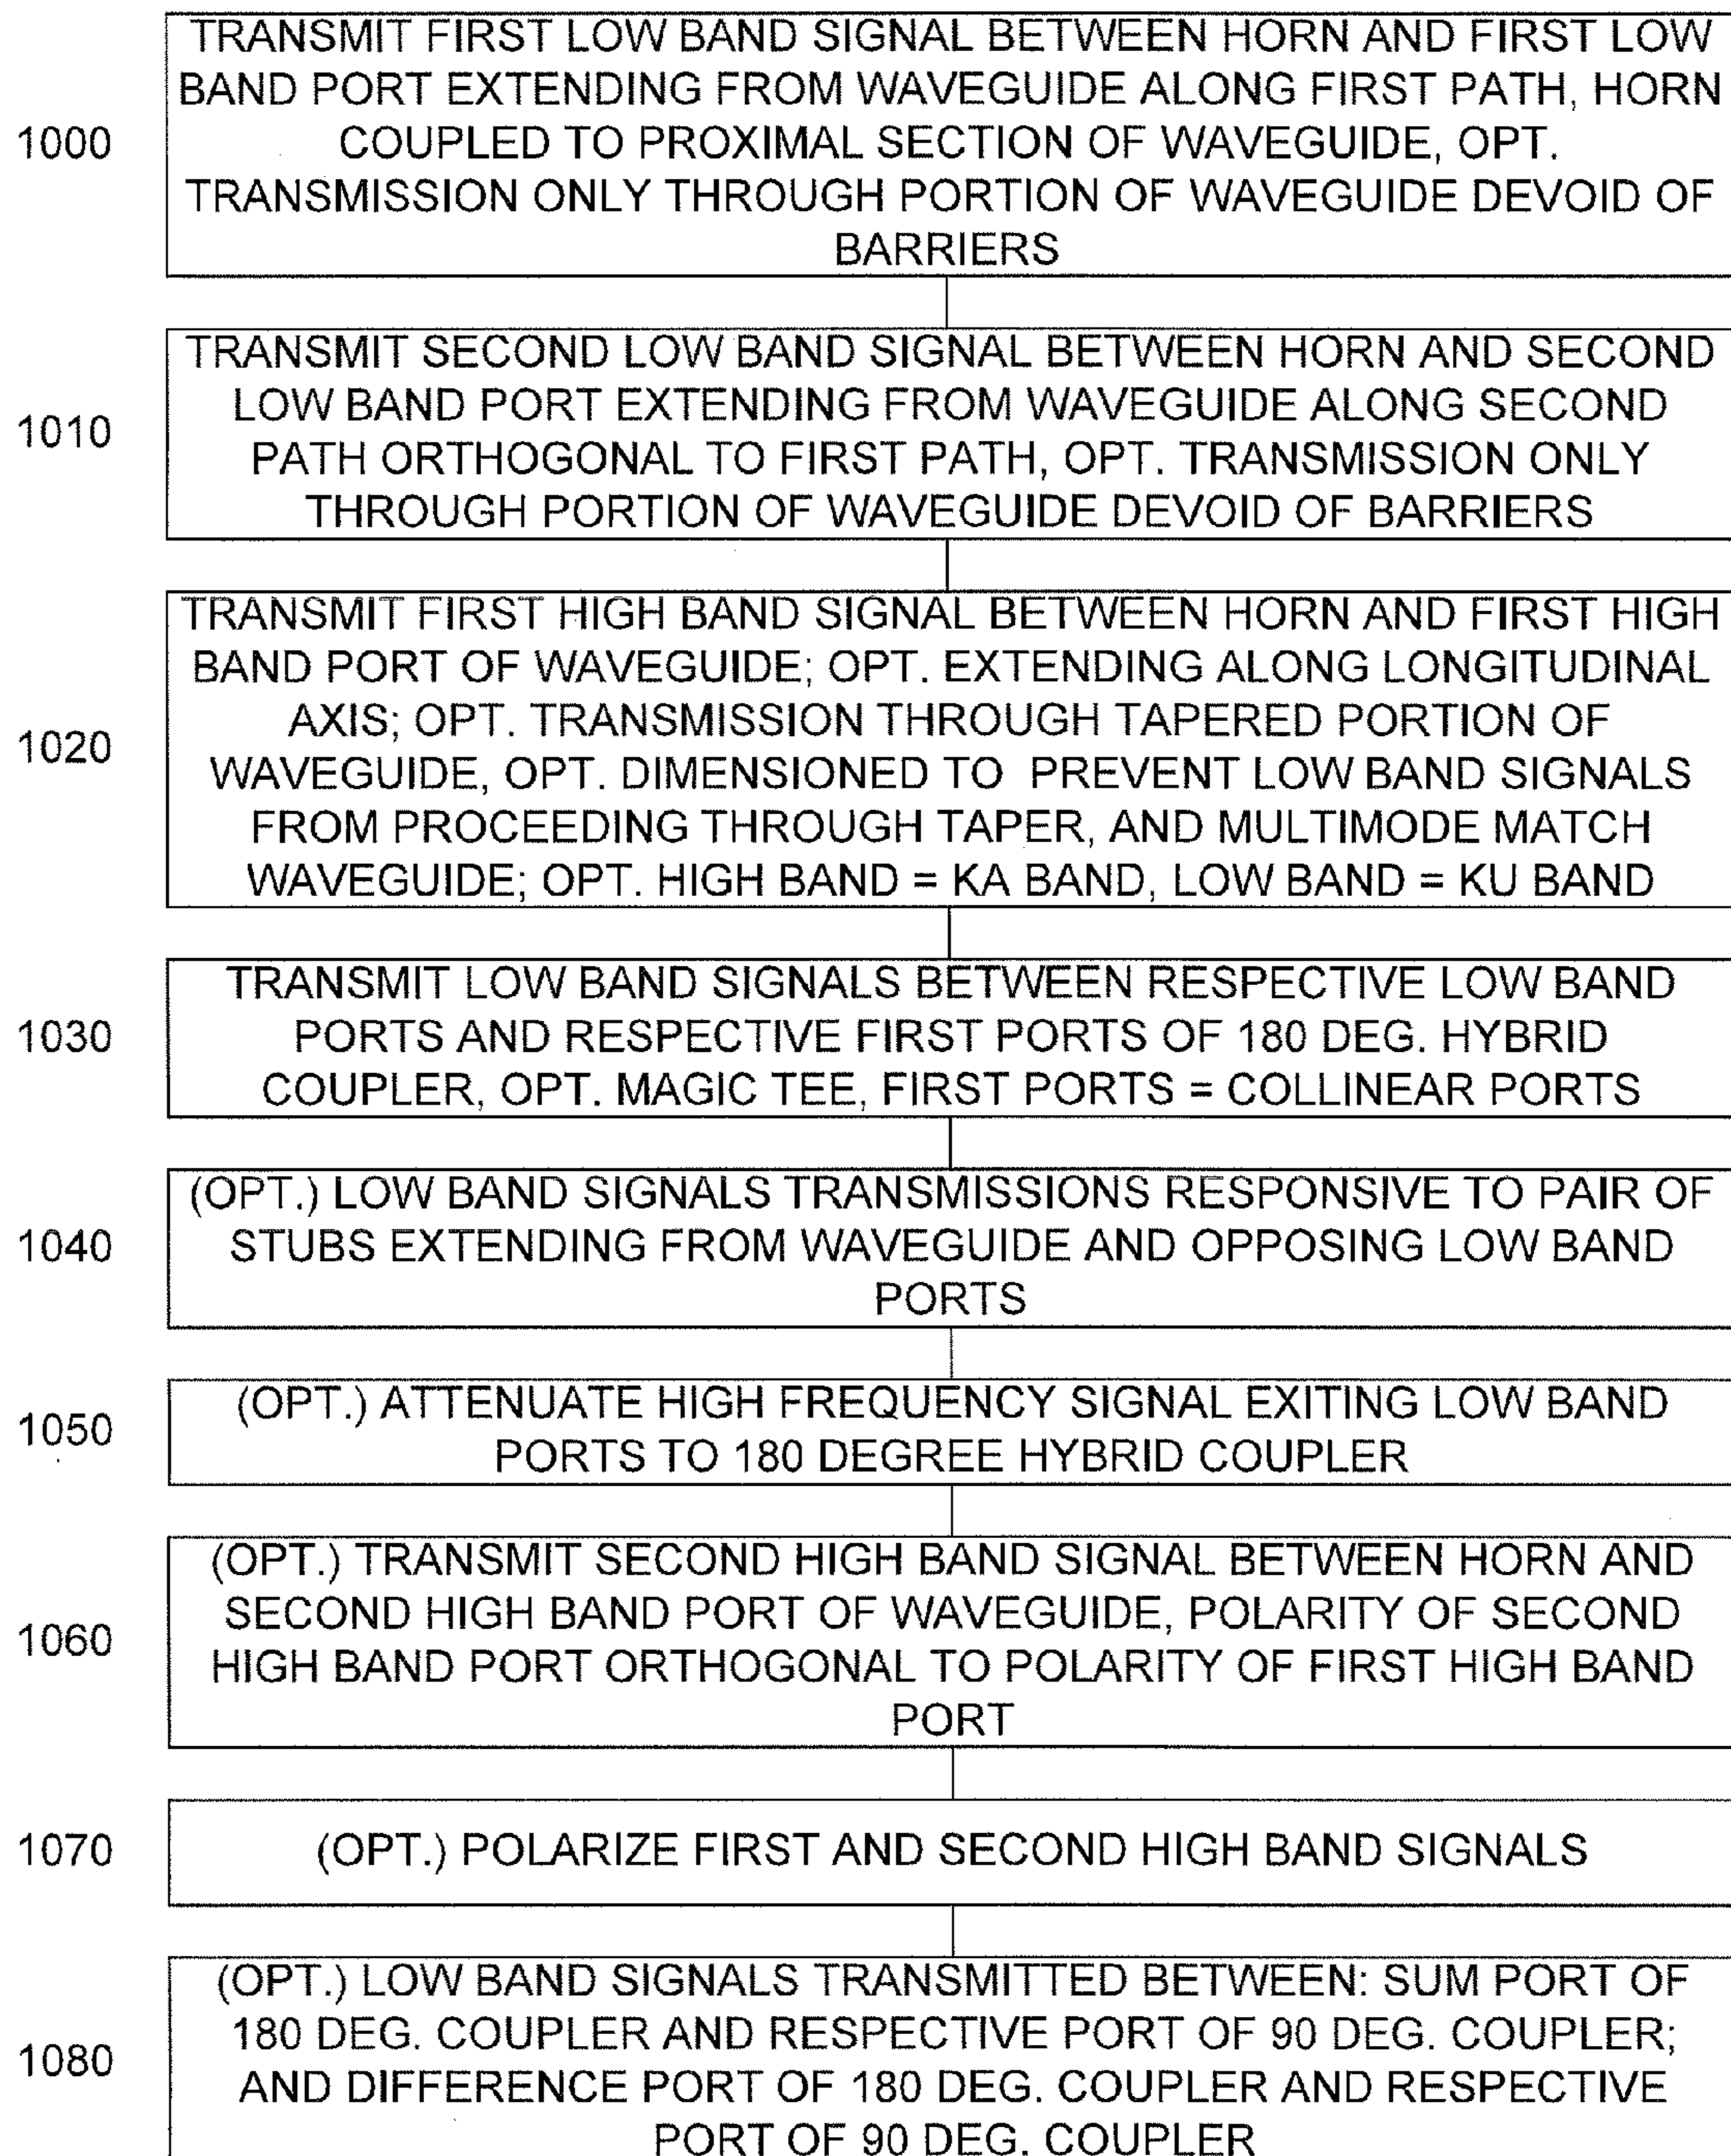 1000
TRANSMIT FIRST LOW BAND SIGNAL BETWEEN HORN AND FIRST LOW
BAND PORT EXTENDING FROM WAVEGUIDE ALONG FIRST PATH, HORN
COUPLED TO PROXIMAL SECTION OF WAVEGUIDE, OPT.
TRANSMISSION ONLY THROUGH PORTION OF WAVEGUIDE DEVOID OF
BARRIERS
1010
TRANSMIT SECOND LOW BAND SIGNAL BETWEEN HORN AND SECOND
LOW BAND PORT EXTENDING FROM WAVEGUIDE ALONG SECOND
PATH ORTHOGONAL TO FIRST PATH, OPT. TRANSMISSION ONLY
THROUGH PORTION OF WAVEGUIDE DEVOID OF BARRIERS
1020
TRANSMIT FIRST HIGH BAND SIGNAL BETWEEN HORN AND FIRST HIGH
BAND PORT OF WAVEGUIDE; OPT. EXTENDING ALONG LONGITUDINAL
AXIS; OPT. TRANSMISSION THROUGH TAPERED PORTION OF
WAVEGUIDE, OPT. DIMENSIONED TO PREVENT LOW BAND SIGNALS
FROM PROCEEDING THROUGH TAPER, AND MULTIMODE MATCH
WAVEGUIDE; OPT. HIGH BAND = KA BAND, LOW BAND = KU BAND
1030
TRANSMIT LOW BAND SIGNALS BETWEEN RESPECTIVE LOW BAND
PORTS AND RESPECTIVE FIRST PORTS OF 180 DEG. HYBRID
COUPLER, OPT. MAGIC TEE, FIRST PORTS = COLLINEAR PORTS
1040
(OPT.) LOW BAND SIGNALS TRANSMISSIONS RESPONSIVE TO PAIR OF
STUBS EXTENDING FROM WAVEGUIDE AND OPPOSING LOW BAND
PORTS
1050
(OPT.) ATTENUATE HIGH FREQUENCY SIGNAL EXITING LOW BAND
PORTS TO 180 DEGREE HYBRID COUPLER
1060
(OPT.) TRANSMIT SECOND HIGH BAND SIGNAL BETWEEN HORN AND
SECOND HIGH BAND PORT OF WAVEGUIDE, POLARITY OF SECOND
HIGH BAND PORT ORTHOGONAL TO POLARITY OF FIRST HIGH BAND
PORT
1070
(OPT.) POLARIZE FIRST AND SECOND HIGH BAND SIGNALS
1080
(OPT.) LOW BAND SIGNALS TRANSMITTED BETWEEN: SUM PORT OF
180 DEG. COUPLER AND RESPECTIVE PORT OF 90 DEG. COUPLER;
AND DIFFERENCE PORT OF 180 DEG. COUPLER AND RESPECTIVE
PORT OF 90 DEG. COUPLER